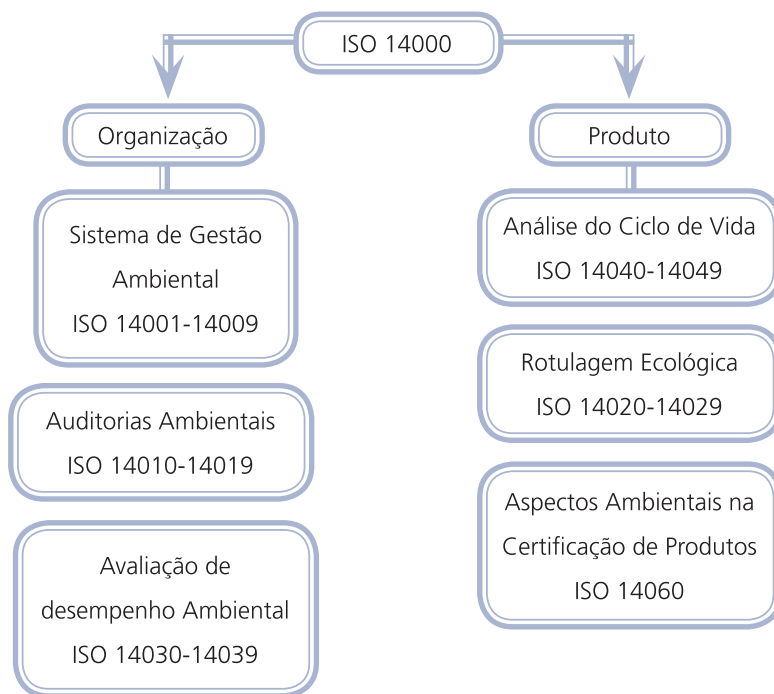 ISO 14000
Organização
Sistema de Gestão
Ambiental
ISO 14001-14009
Auditorias Ambientais
ISO 14010-14019
Avaliação de
desempenho Ambiental
ISO 14030-14039
Produto
Análise do Ciclo de Vida
ISO 14040-14049
Rotulagem Ecológica
ISO 14020-14029
Aspectos Ambientais na
Certificação de Produtos
ISO 14060